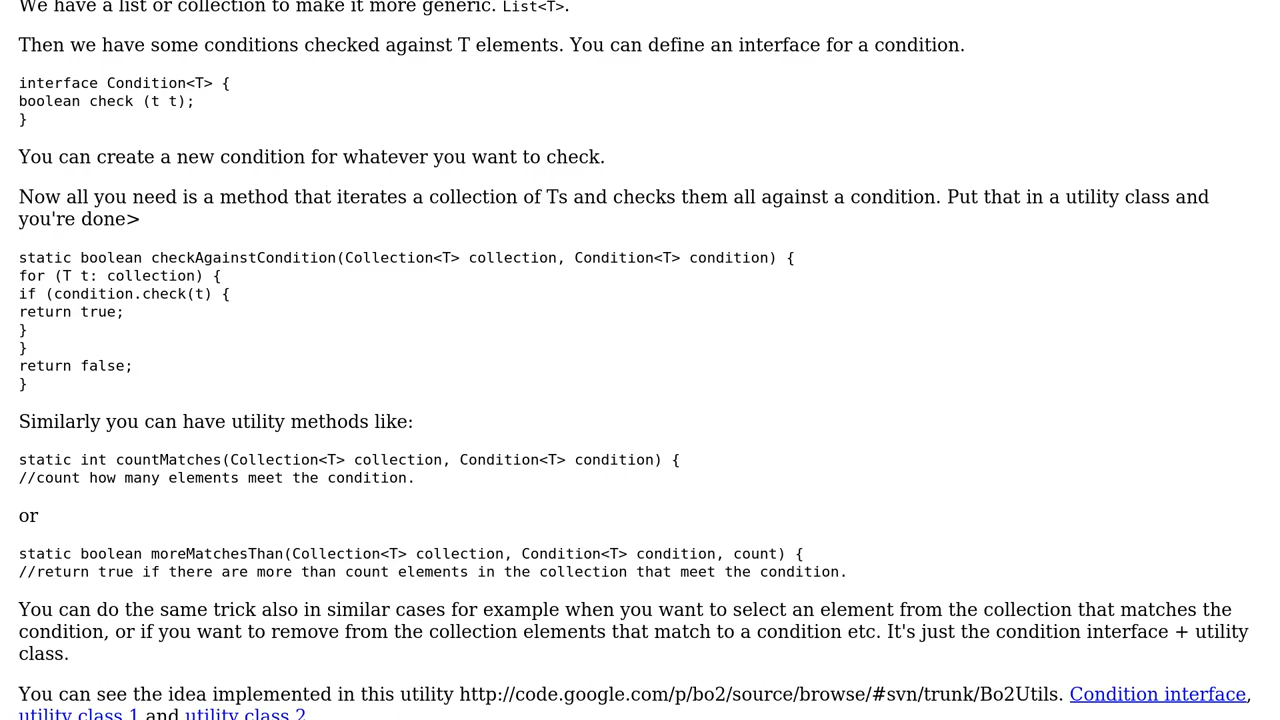 We have a list or collection to make it more generic. List<T>.
Then we have some conditions checked against T elements. You can define an interface for a condition.
interface Condition<T> {
boolean check (t t);
}
You can create a new condition for whatever you want to check.
Now all you need is a method that iterates a collection of Ts and checks them all against a condition. Put that in a utility class and
you're done>
static boolean checkAgainstCondition(Collection<T> collection, Condition<T> condition) {
for (T t: collection) {
if (condition.check(t) {
return true;
}
}
return false;
}
Similarly you can have utility methods like:
static int countMatches(Collection<T> collection, Condition<T> condition) {
//count how many elements meet the condition.
or
static boolean moreMatchesThan(Collection<T> collection, Condition<T> condition, count) {
//return true if there are more than count elements in the collection that meet the condition.
You can do the same trick also in similar cases for example when you want to select an element from the collection that matches the
condition, or if you want to remove from the collection elements that match to a condition etc. It's just the condition interface + utility
class.
You can see the idea implemented in this utility http://code.google.com/p/bo2/source/browse/#svn/trunk/Bo2Utils. Condition interface,
utility class 1 and utility class 2